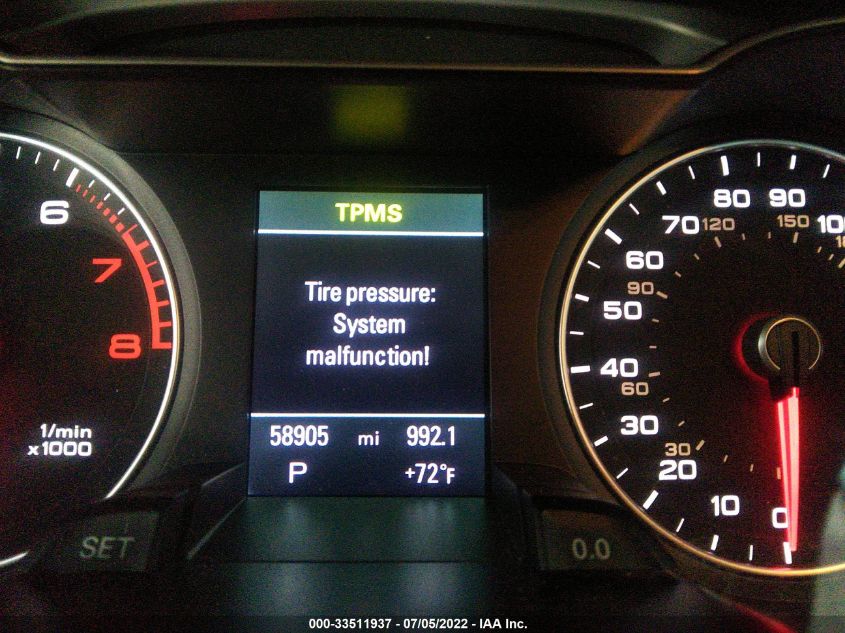 TPMS
Tire pressure:
System
malfunction!
58905 mi 992.1
P +72°F
6
7
8
1/min
x1000
SET
0.0
0
10
20
30
40
50
60
70
80
90
30
60
90
120
150
000-33511937 - 07/05/2022 - IAA Inc.